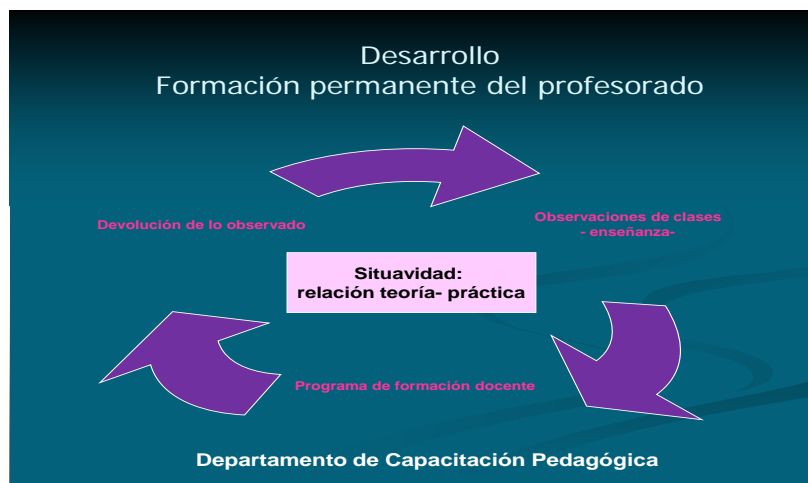 Desarrollo
Formación permanente del profesorado
Devolución de lo observado
Observaciones de clases
- enseñanza-
Situavidad:
relación teoría- práctica
Programa de formación docente
Departamento de Capacitación Pedagógica